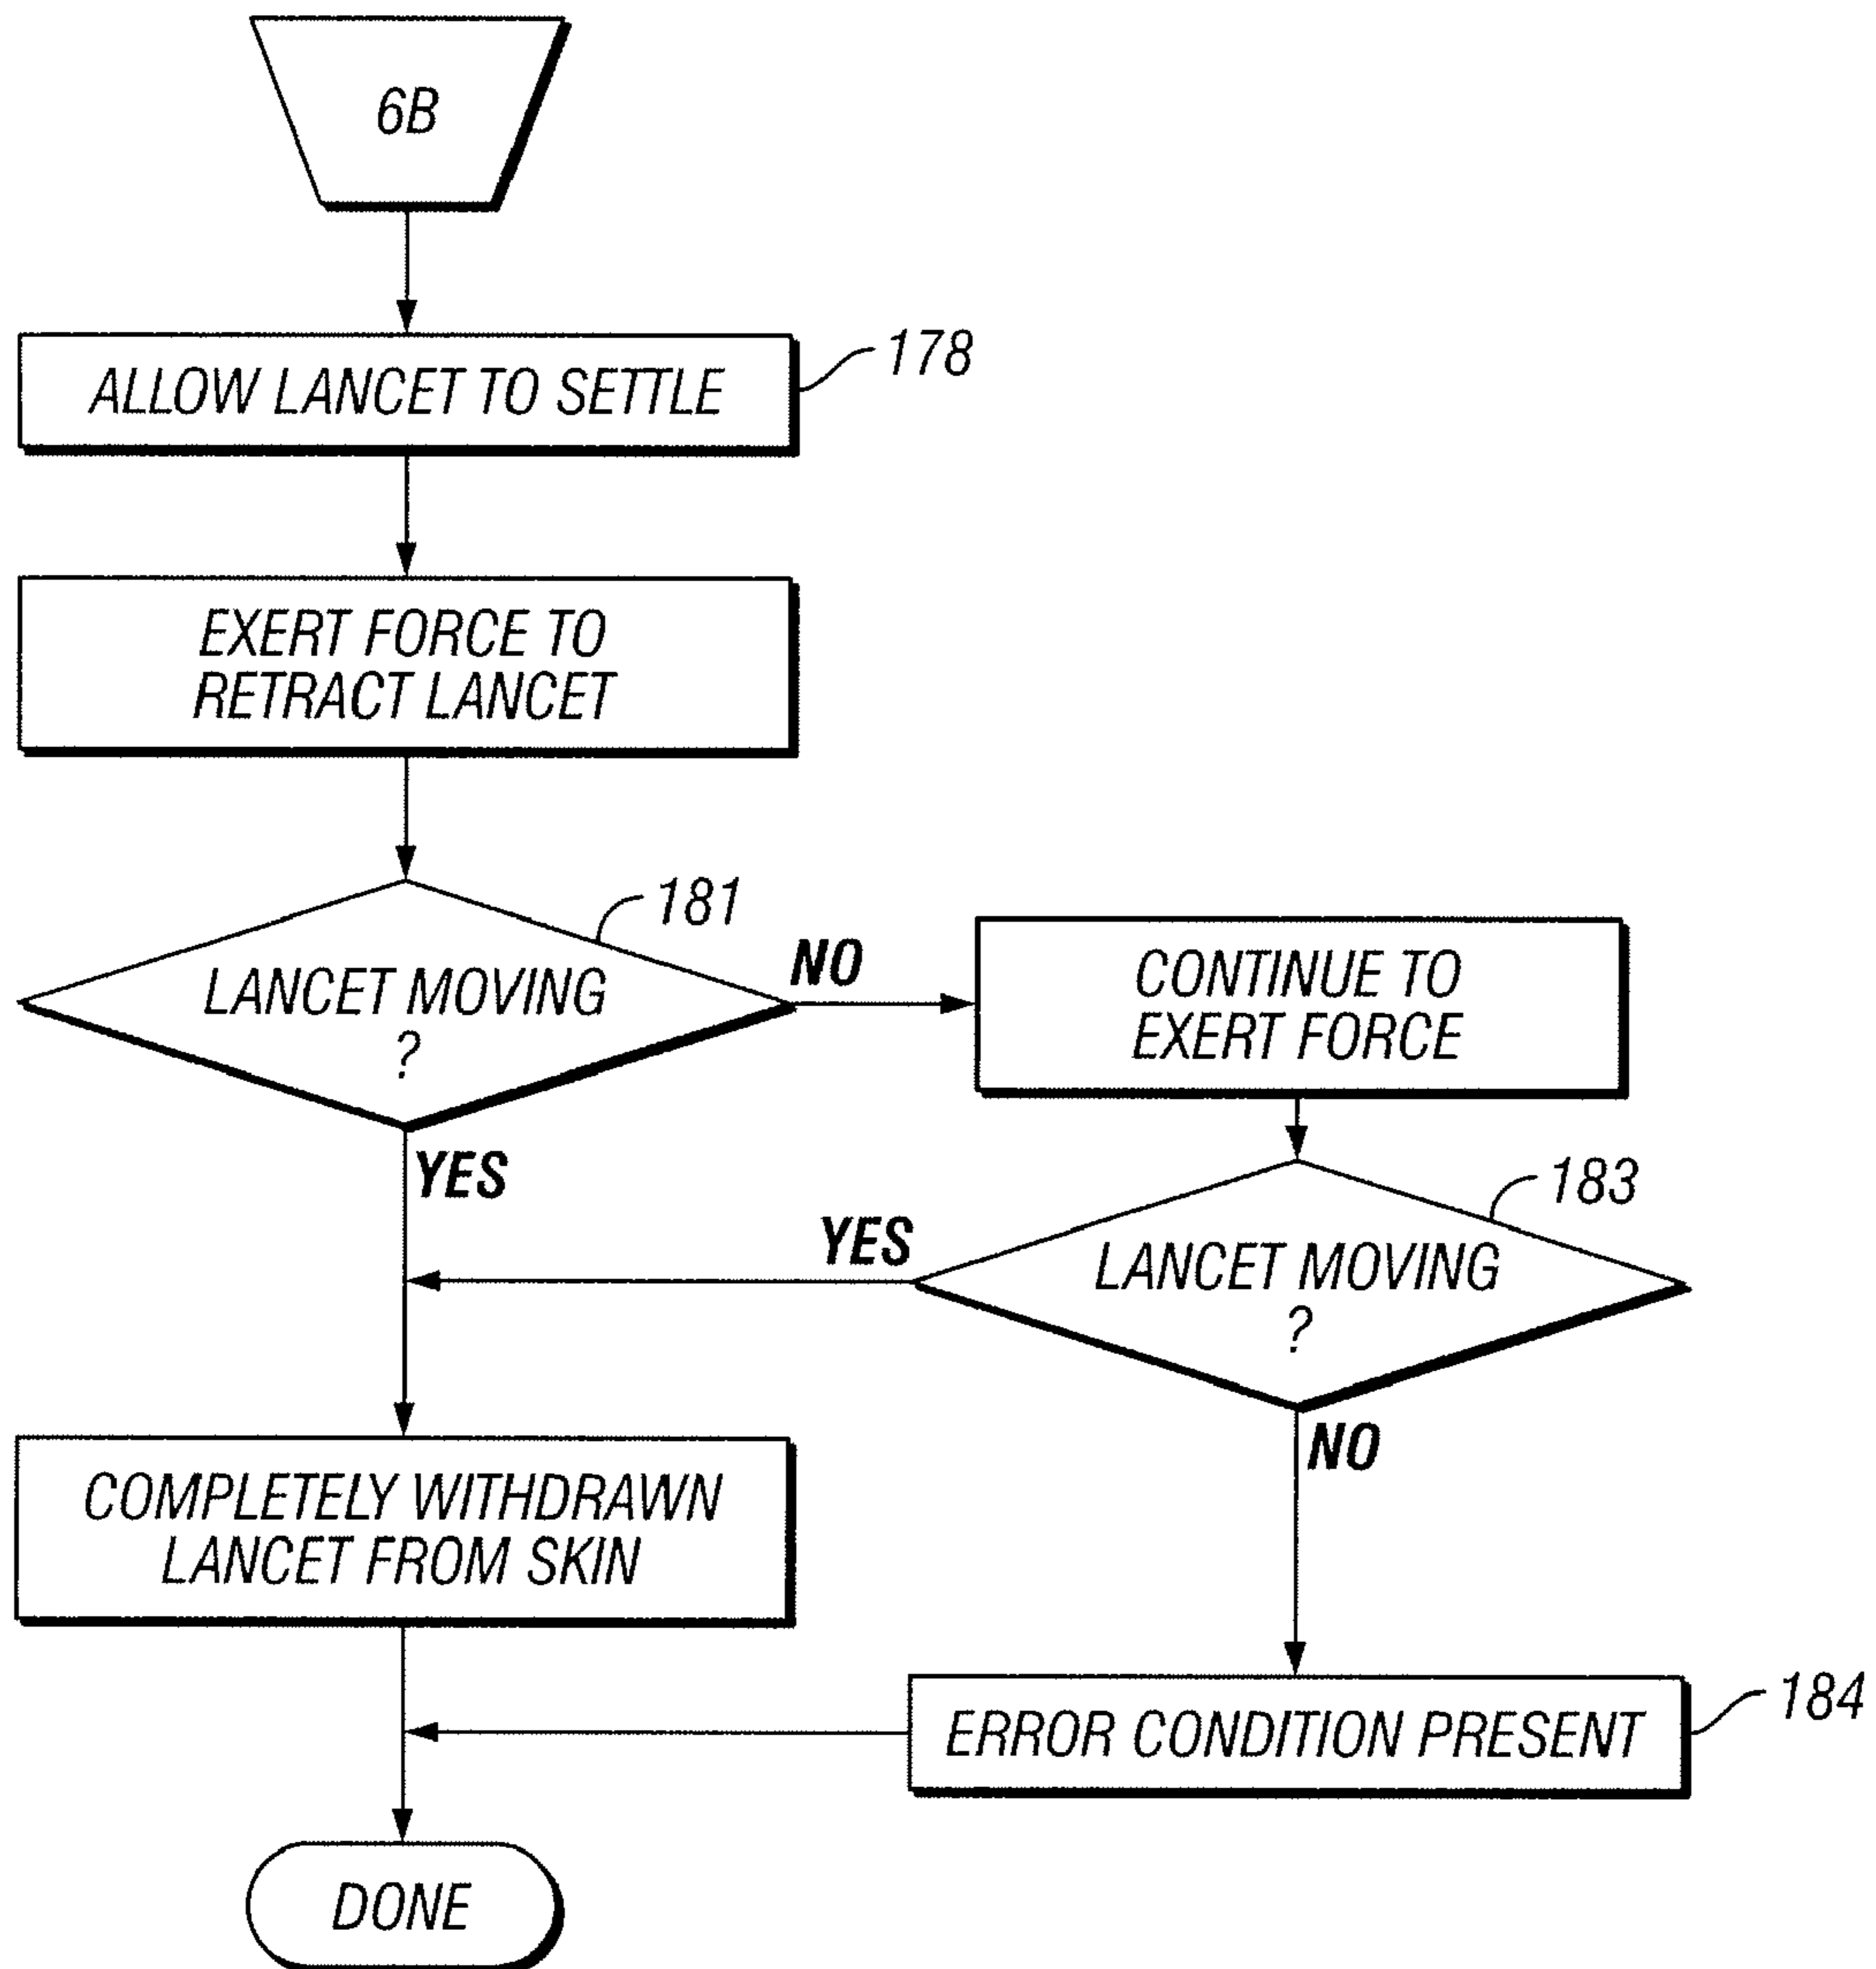 6B
ALLOW LANCET TO SETTLE
178
EXERT FORCE TO
RETRACT LANCET
181
LANCET MOVING
?
NO
CONTINUE TO
EXERT FORCE
YES
183
YES
LANCET MOVING
?
NO
COMPLETELY WITHDRAWN
LANCET FROM SKIN
184
ERROR CONDITION PRESENT
DONE